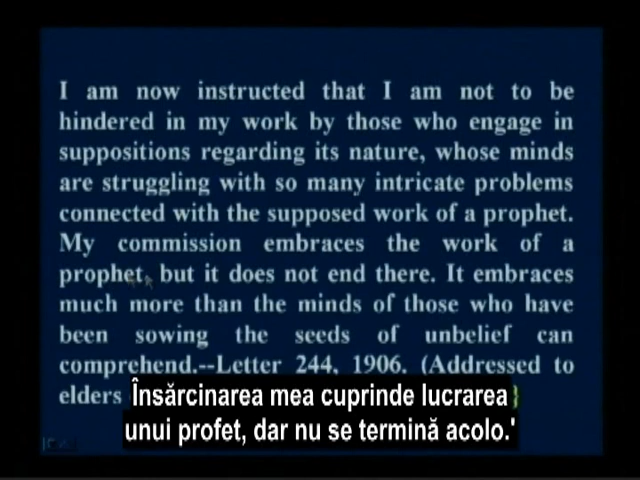 I am now instructed that I am not to be
hindered in my work by those who engage in
suppositions regarding its nature, whose minds
are struggling with so many intricate problems
connected with the supposed work of a prophet.
My commission embraces the work of a
prophet, but it does not end there. It embraces
much more than the minds of those who have
been sowing the seeds of unbelief can
comprehend.--Letter 244, 1906. (Addressed to
elders
Însărcinarea mea cuprinde lucrarea
unui profet, dar nu se termină acolo.'